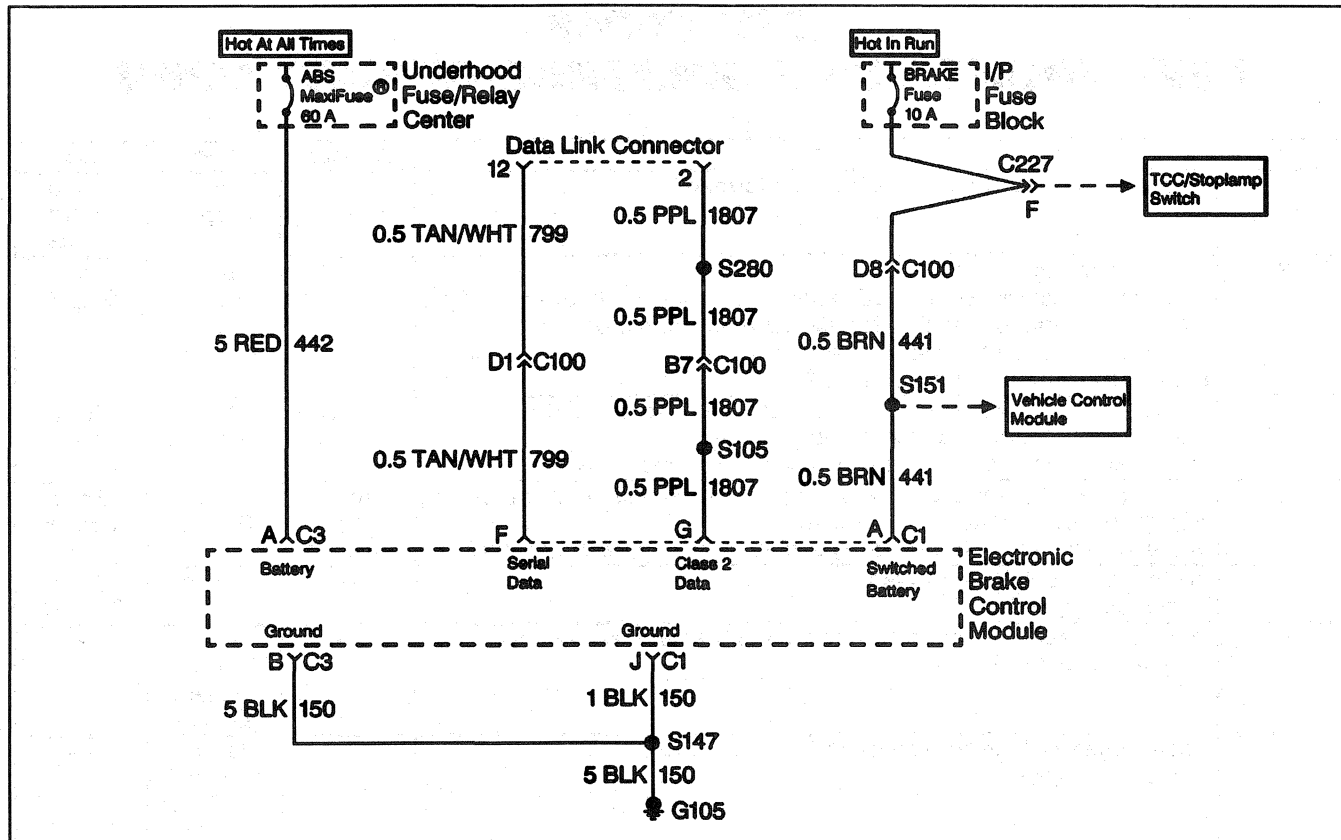 Hot At All Times
ABS
MaxiFuse®
60 A
Underhood
Fuse/Relay
Center
Hot In Run
BRAKE
Fuse
10 A
I/P
Fuse
Block
Data Link Connector
12
2
C227
F
TCC/Stoplamp
Switch
0.5 PPL 1807
0.5 TAN/WHT 799
S280
D8 C100
0.5 PPL 1807
5 RED 442
0.5 BRN 441
D1 C100
B7 C100
S151
Vehicle Control
Module
0.5 PPL 1807
S105
0.5 TAN/WHT 799
0.5 PPL 1807
0.5 BRN 441
A C3
F
G
A C1
Battery
Serial
Data
Class 2
Data
Switched
Battery
Electronic
Brake
Control
Module
Ground
Ground
B C3
J C1
5 BLK 150
1 BLK 150
S147
5 BLK 150
G105